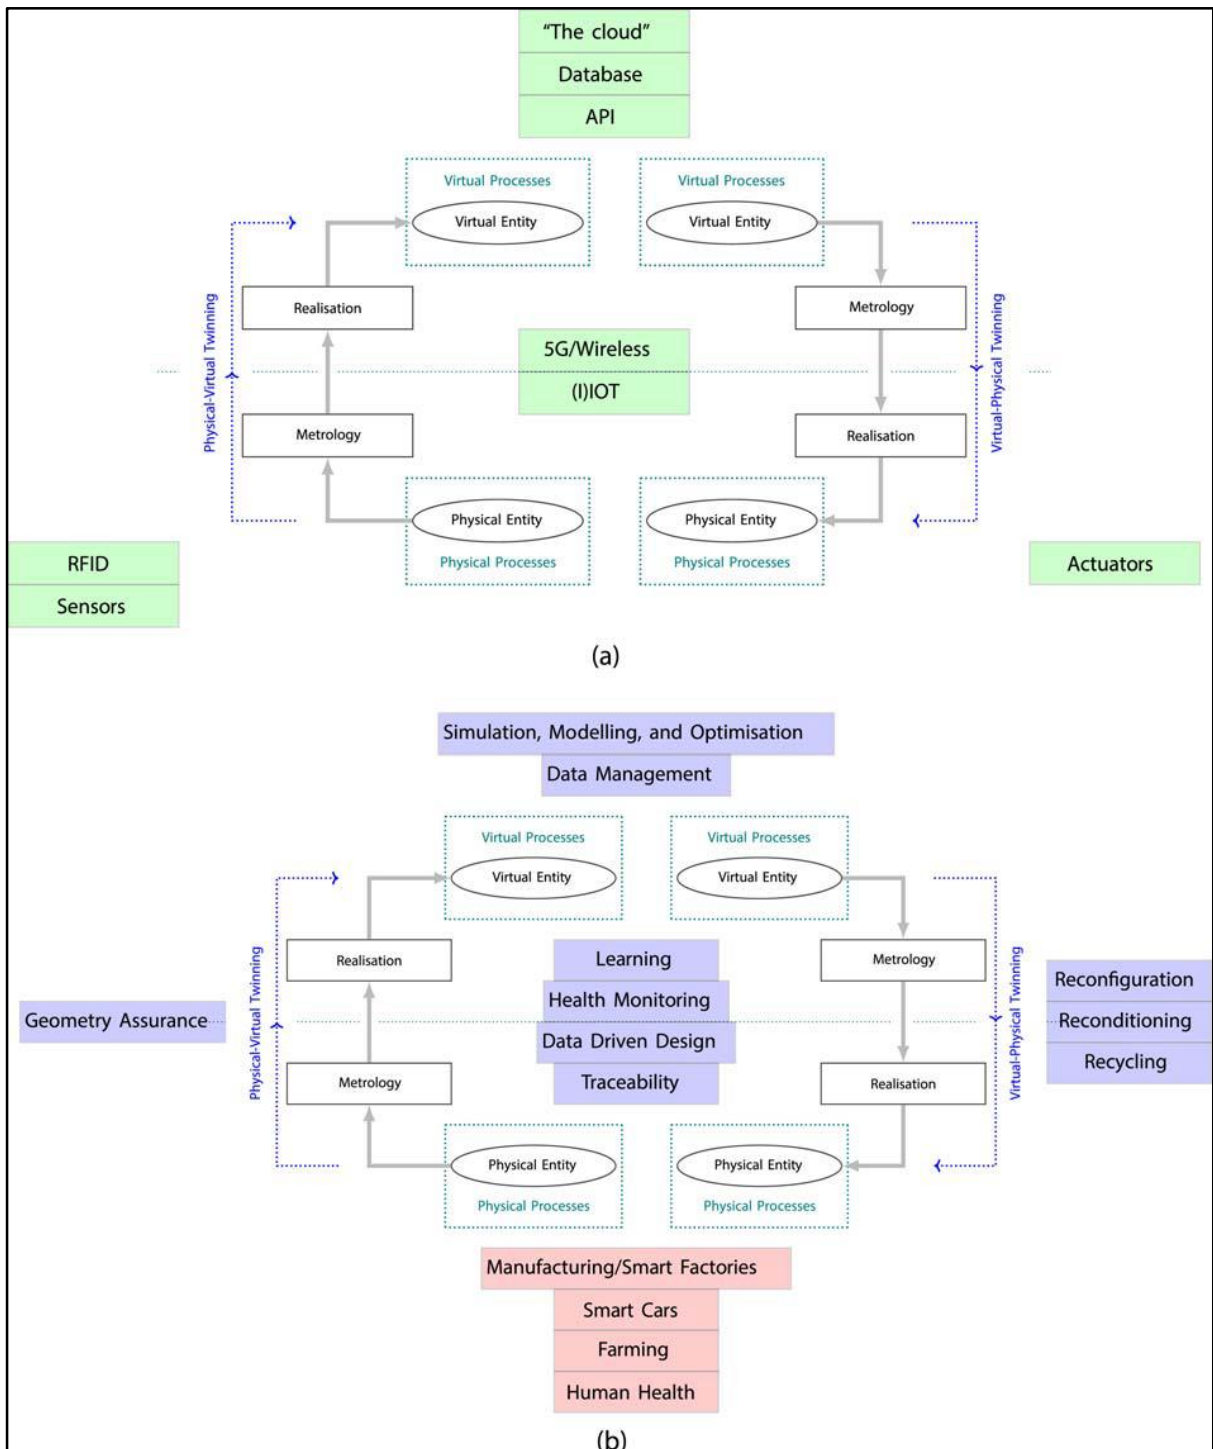 “The cloud”
Database
API
Virtual Processes
Virtual Entity
Virtual Processes
Virtual Entity
Realisation
Metrology
Physical-Virtual Twinning
5G/Wireless
(I)IOT
Virtual-Physical Twinning
Metrology
Realisation
Physical Entity
Physical Processes
Physical Entity
Physical Processes
RFID
Sensors
Actuators
(a)
Simulation, Modelling, and Optimisation
Data Management
Virtual Processes
Virtual Entity
Virtual Processes
Virtual Entity
Realisation
Metrology
Physical-Virtual Twinning
Geometry Assurance
Learning
Health Monitoring
Data Driven Design
Traceability
Virtual-Physical Twinning
Reconfiguration
Reconditioning
Recycling
Metrology
Realisation
Physical Entity
Physical Processes
Physical Entity
Physical Processes
Manufacturing/Smart Factories
Smart Cars
Farming
Human Health
(b)